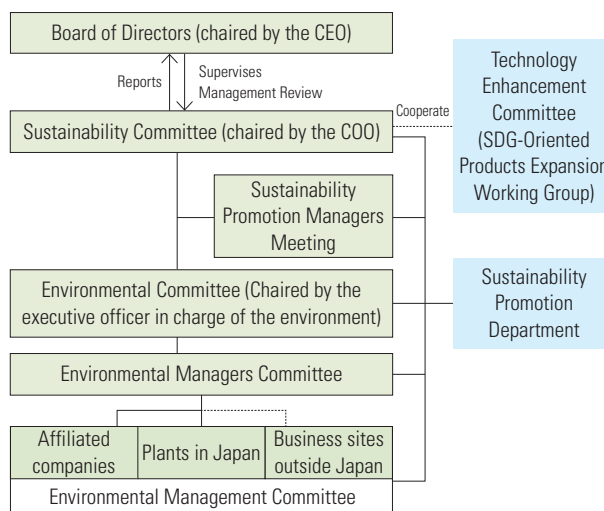 Board of Directors (chaired by the CEO)
Reports
Supervises
Management Review
Sustainability Committee (chaired by the COO)
Cooperate
Technology
Enhancement
Committee
(SDG-Oriented
Products Expansion
Working Group)
Sustainability
Promotion Managers
Meeting
Environmental Committee (Chaired by the
executive officer in charge of the environment)
Sustainability
Promotion
Department
Environmental Managers Committee
Affiliated
companies
Plants in Japan
Business sites
outside Japan
Environmental Management Committee